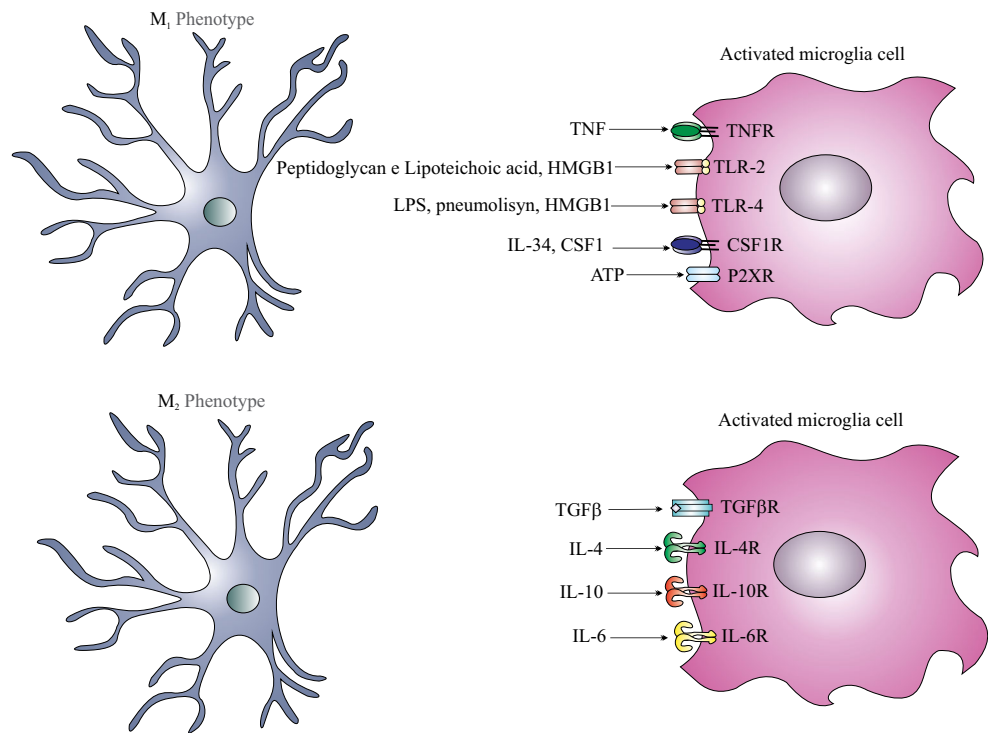 M₁ Phenotype
Activated microglia cell
TNF TNFR
Peptidoglycan e Lipoteichoic acid, HMGB1 TLR-2
LPS, pneumolisyn, HMGB1 TLR-4
IL-34, CSF1 CSF1R
ATP P2XR
M₂ Phenotype
Activated microglia cell
TGFβ TGFβR
IL-4 IL-4R
IL-10 IL-10R
IL-6 IL-6R